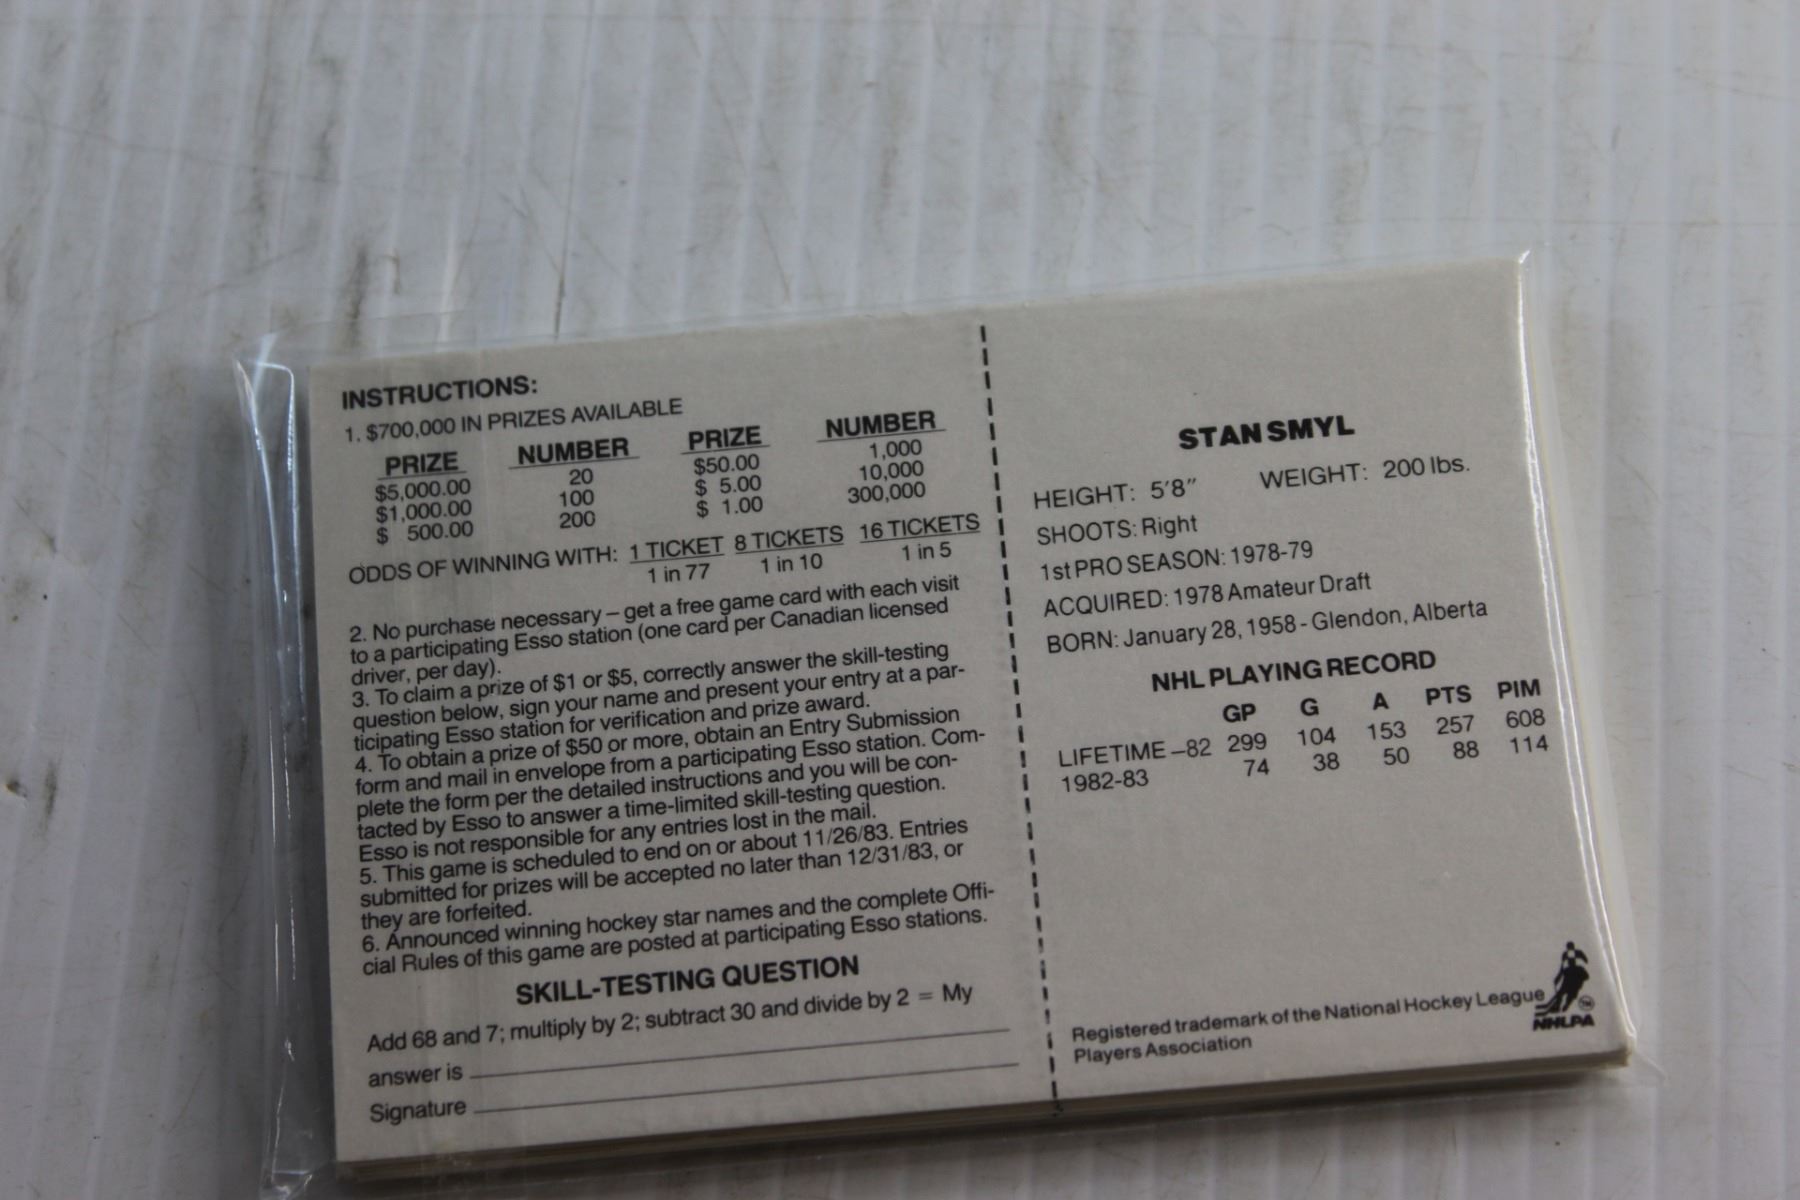 INSTRUCTIONS:
1. $700,000 IN PRIZES AVAILABLE
PRIZE NUMBER PRIZE NUMBER
$5,000.00 20 $50.00 1,000
$1,000.00 100 $ 5.00 10,000
$ 500.00 200 $ 1.00 300,000
ODDS OF WINNING WITH: 1 TICKET 8 TICKETS 16 TICKETS
1 in 77 1 in 10 1 in 5
2. No purchase necessary – get a free game card with each visit
to a participating Esso station (one card per Canadian licensed
driver, per day).
3. To claim a prize of $1 or $5, correctly answer the skill-testing
question below, sign your name and present your entry at a par-
ticipating Esso station for verification and prize award.
4. To obtain a prize of $50 or more, obtain an Entry Submission
form and mail in envelope from a participating Esso station. Com-
plete the form per the detailed instructions and you will be con-
tacted by Esso to answer a time-limited skill-testing question.
Esso is not responsible for any entries lost in the mail.
5. This game is scheduled to end on or about 11/26/83. Entries
submitted for prizes will be accepted no later than 12/31/83, or
they are forfeited.
6. Announced winning hockey star names and the complete Offi-
cial Rules of this game are posted at participating Esso stations.
SKILL-TESTING QUESTION
Add 68 and 7; multiply by 2; subtract 30 and divide by 2 = My
answer is
Signature
STAN SMYL
HEIGHT: 5'8" WEIGHT: 200 lbs.
SHOOTS: Right
1st PRO SEASON: 1978-79
ACQUIRED: 1978 Amateur Draft
BORN: January 28, 1958 - Glendon, Alberta
NHL PLAYING RECORD
GP G A PTS PIM
LIFETIME –82 299 104 153 257 608
1982-83 74 38 50 88 114
Registered trademark of the National Hockey League
Players Association
NHLPA
TM